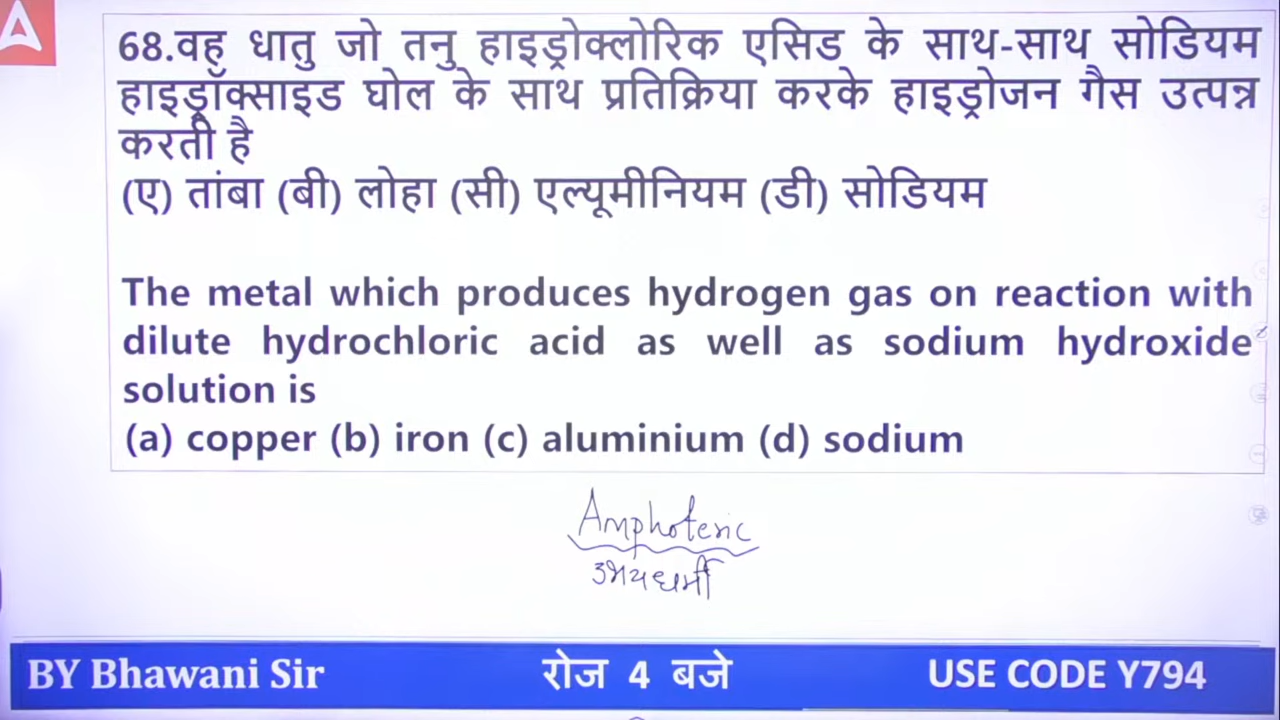 68.वह धातु जो तनु हाइड्रोक्लोरिक एसिड के साथ-साथ सोडियम
हाइड्रॉक्साइड घोल के साथ प्रतिक्रिया करके हाइड्रोजन गैस उत्पन्न
करती है
(ए) तांबा (बी) लोहा (सी) एल्यूमीनियम (डी) सोडियम
The metal which produces hydrogen gas on reaction with
dilute hydrochloric acid as well as sodium hydroxide
solution is
(a) copper (b) iron (c) aluminium (d) sodium
Amphoteric
उभयधर्मी
BY Bhawani Sir रोज 4 बजे USE CODE Y794